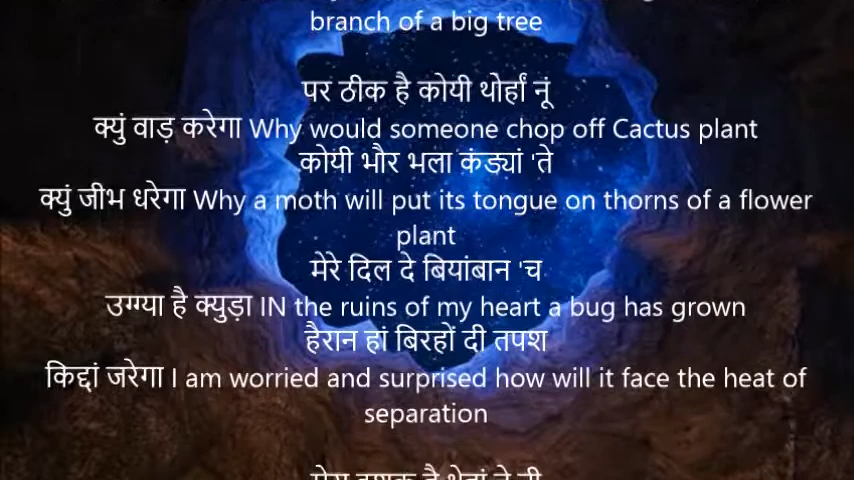 branch of a big tree
पर ठीक है कोयी थोर्हां नूं
क्युं वाड़ करेगा Why would someone chop off Cactus plant
कोयी भौर भला कंड्यां 'ते
क्युं जीभ धरेगा Why a moth will put its tongue on thorns of a flower
plant
मेरे दिल दे बियांबान 'च
उग्ग्या है क्युड़ा IN the ruins of my heart a bug has grown
हैरान हां बिरहों दी तपश
किद्दां जरेगा I am worried and surprised how will it face the heat of
separation